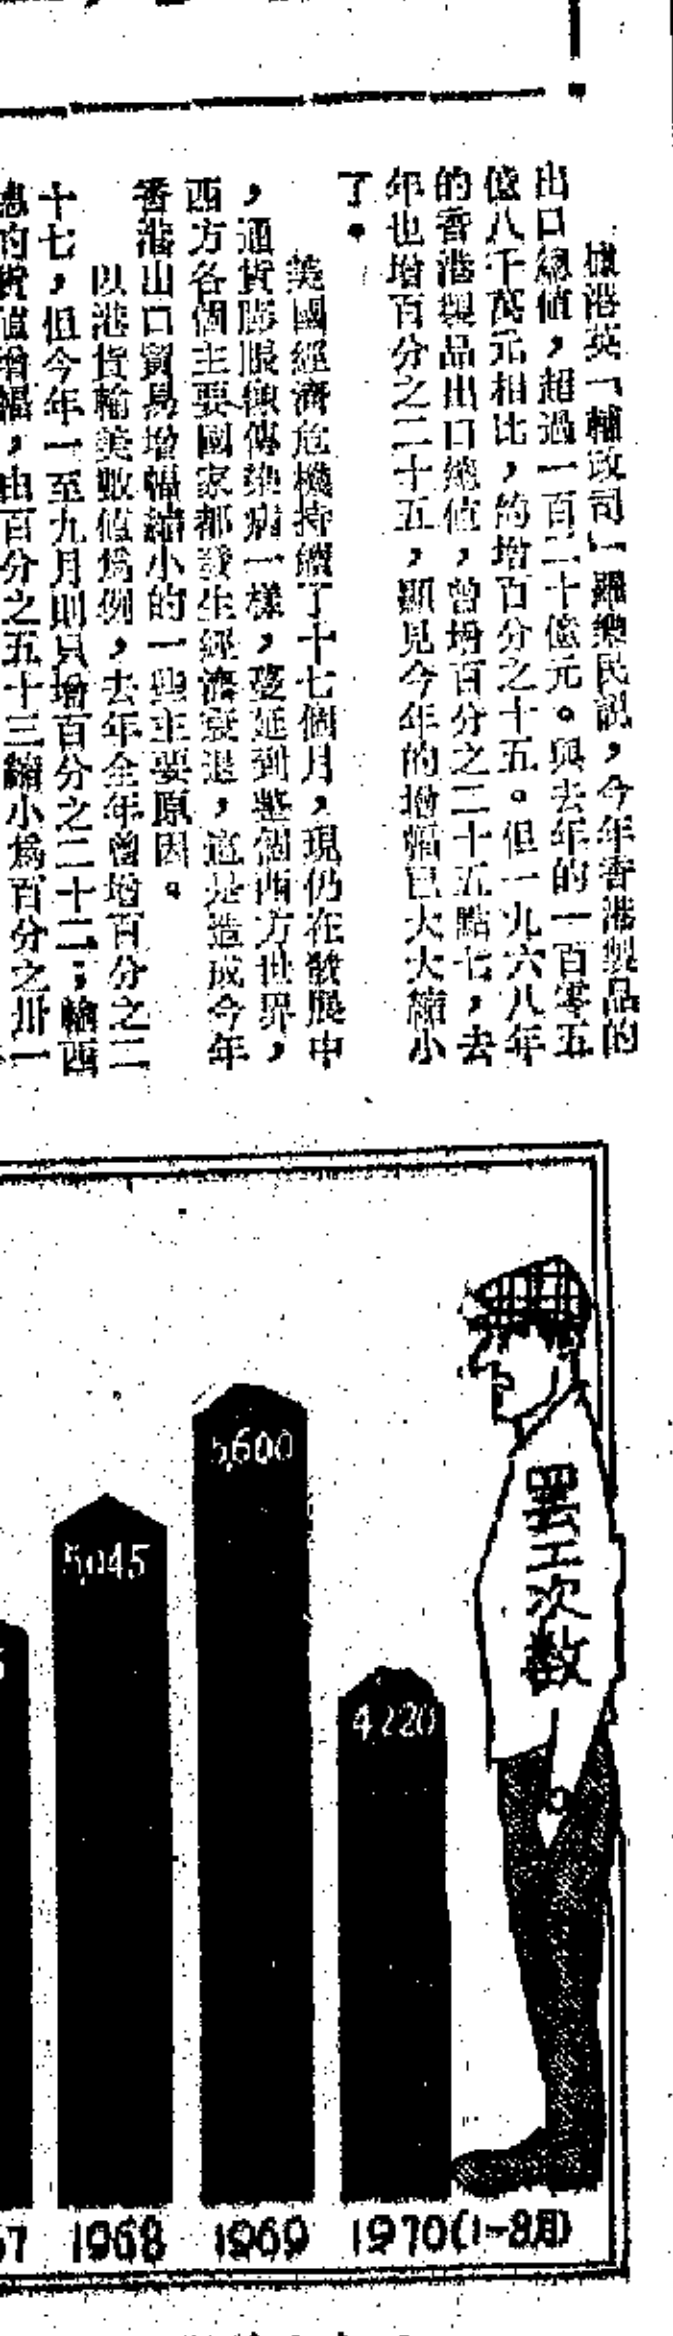 據港英「輔政司」羅樂民說，今年香港製品的
出口總值，超過一百二十億元。與去年的一百零五
億八千萬元相比，約增百分之十五。但一九六八年
的香港製品出口總值，曾增百分之二十五點七，去
年也增百分之二十五，顯見今年的增幅已大大縮小
了。
美國經濟危機持續了十七個月，現仍在發展中
，通貨膨脹像傳染病一樣，蔓延到整個西方世界，
西方各個主要國家都發生經濟衰退，這是造成今年
香港出口貿易增幅縮小的一些主要原因。
以港貨輸美數值爲例，去年全年曾增百分之二
十七，但今年一至九月則只增百分之二十二；輸西
德的貨值增幅，由百分之五十三縮小爲百分之卅一
罢工次数
5,045
5,600
4220
1968
1969
1970(1-8月)